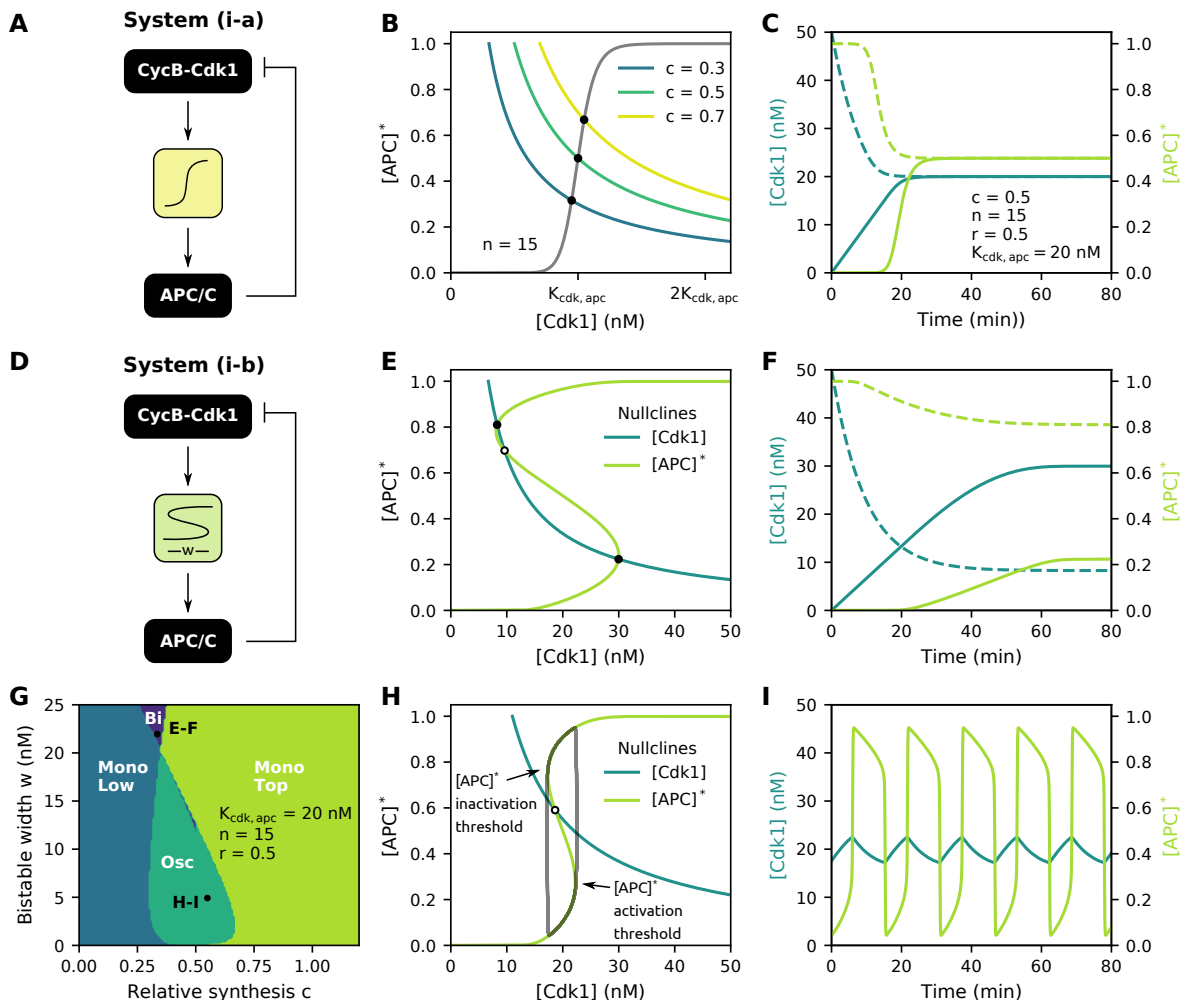 A
System (i-a)
CycB-Cdk1
APC/C
B
[APC]*
1.0
0.8
0.6
0.4
0.2
0.0
c = 0.3
c = 0.5
c = 0.7
n = 15
0
K_cdk, apc
2K_cdk, apc
[Cdk1] (nM)
C
[Cdk1] (nM)
50
40
30
20
10
0
c = 0.5
n = 15
r = 0.5
K_cdk, apc = 20 nM
1.0
0.8
0.6
0.4
0.2
0.0
[APC]*
0 20 40 60 80
Time (min))
D
System (i-b)
CycB-Cdk1
w
APC/C
E
[APC]*
1.0
0.8
0.6
0.4
0.2
0.0
Nullclines
[Cdk1]
[APC]*
0 10 20 30 40 50
[Cdk1] (nM)
F
[Cdk1] (nM)
50
40
30
20
10
0
1.0
0.8
0.6
0.4
0.2
0.0
[APC]*
0 20 40 60 80
Time (min)
G
Bistable width w (nM)
25
20
15
10
5
0
Bi
E-F
Mono
Low
Mono
Top
K_cdk, apc = 20 nM
n = 15
r = 0.5
Osc
H-I
0.00 0.25 0.50 0.75 1.00
Relative synthesis c
H
[APC]*
1.0
0.8
0.6
0.4
0.2
0.0
Nullclines
[Cdk1]
[APC]*
[APC]*
inactivation
threshold
[APC]*
activation
threshold
0 10 20 30 40 50
[Cdk1] (nM)
I
[Cdk1] (nM)
50
40
30
20
10
0
1.0
0.8
0.6
0.4
0.2
0.0
[APC]*
0 20 40 60 80
Time (min)